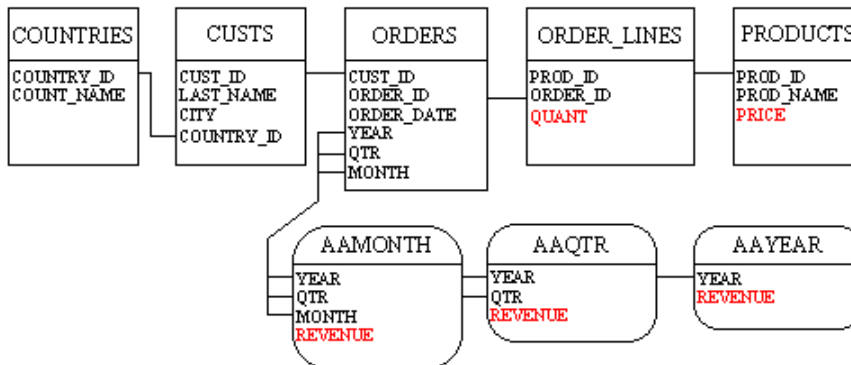 COUNTRIES
COUNTRY_ID
COUNT_NAME
CUSTS
CUST_ID
LAST_NAME
CITY
COUNTRY_ID
ORDERS
CUST_ID
ORDER_ID
ORDER_DATE
YEAR
QTR
MONTH
ORDER_LINES
PROD_ID
ORDER_ID
QUANT
PRODUCTS
PROD_ID
PROD_NAME
PRICE
AAMONTH
YEAR
QTR
MONTH
REVENUE
AAQTR
YEAR
QTR
REVENUE
AAYEAR
YEAR
REVENUE